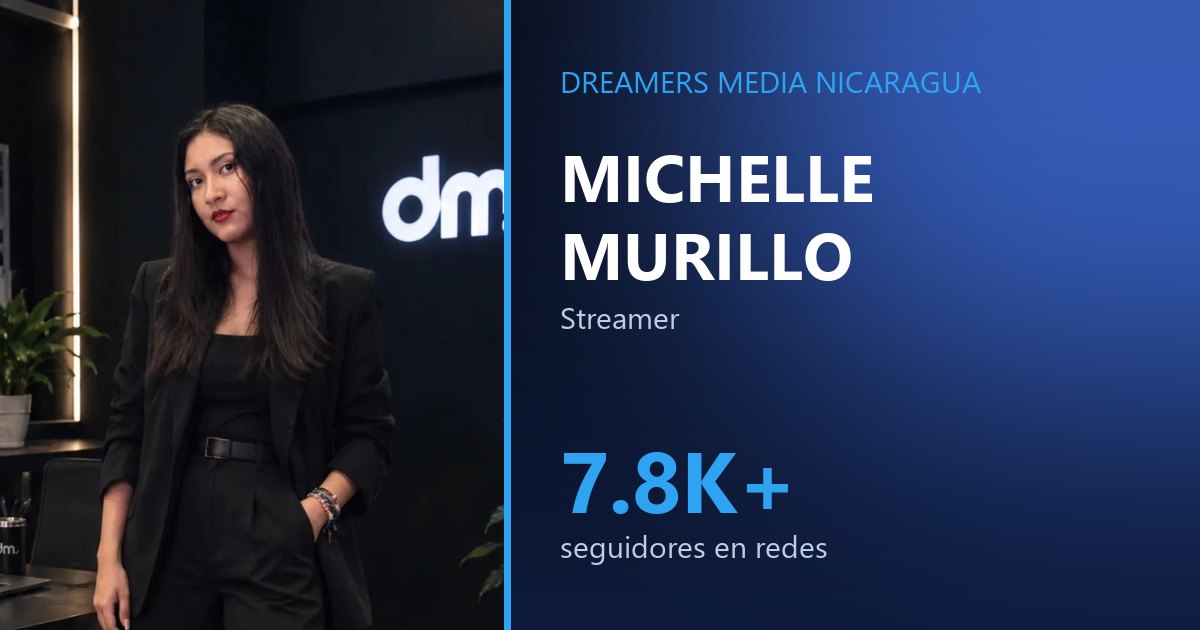 dm.
dm.
DREAMERS MEDIA NICARAGUA
MICHELLE
MURILLO
Streamer
7.8K+
seguidores en redes